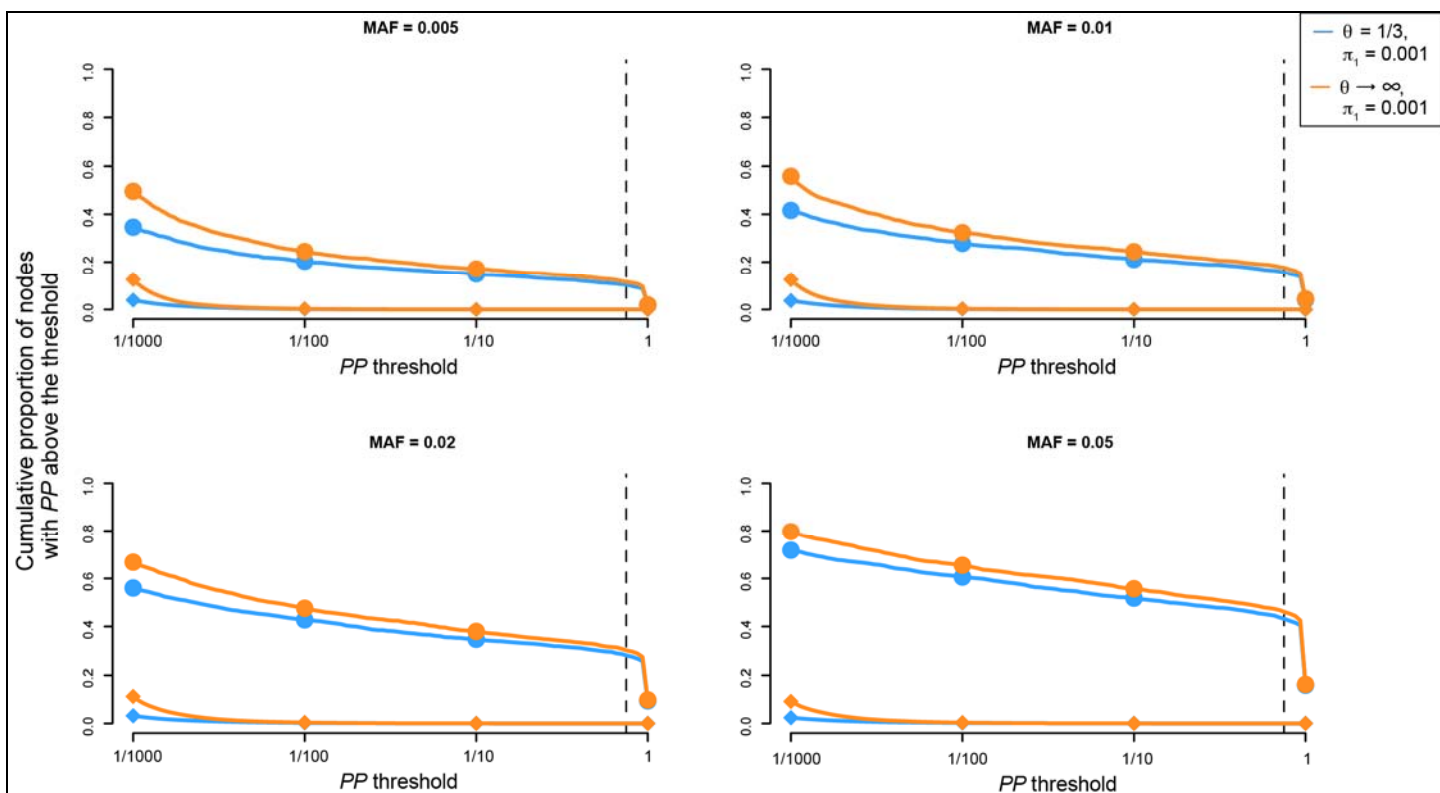 MAF = 0.005
MAF = 0.01
θ = 1/3,
π₁ = 0.001
θ → ∞,
π₁ = 0.001
Cumulative proportion of nodes
with PP above the threshold
1.0
0.8
0.6
0.4
0.2
0.0
1/1000 1/100 1/10 1
PP threshold
1.0
0.8
0.6
0.4
0.2
0.0
1/1000 1/100 1/10 1
PP threshold
MAF = 0.02
MAF = 0.05
1.0
0.8
0.6
0.4
0.2
0.0
1/1000 1/100 1/10 1
PP threshold
1.0
0.8
0.6
0.4
0.2
0.0
1/1000 1/100 1/10 1
PP threshold